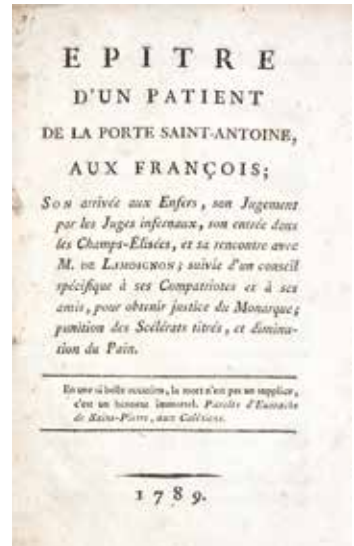 EPITRE
D'UN PATIENT
DE LA PORTE SAINT-ANTOINE,
AUX FRANÇOIS;
SON arrivée aux Enfers, son Jugement
par les Juges infernaux, son entrée dans
les Champs-Élisées, et sa rencontre avec
M. DE LAMOIGNON; suivie d'un conseil
spécifique à ses Compatriotes et à ses
amis, pour obtenir justice du Monarque;
punition des Scélérats titrés, et diminu-
tion du Pain.
En une si belle occasion, la mort n'est pas un supplice,
c'est un honneur immortel. Paroles d'Eustache
de Saint-Pierre, aux Calésiens.
1789.